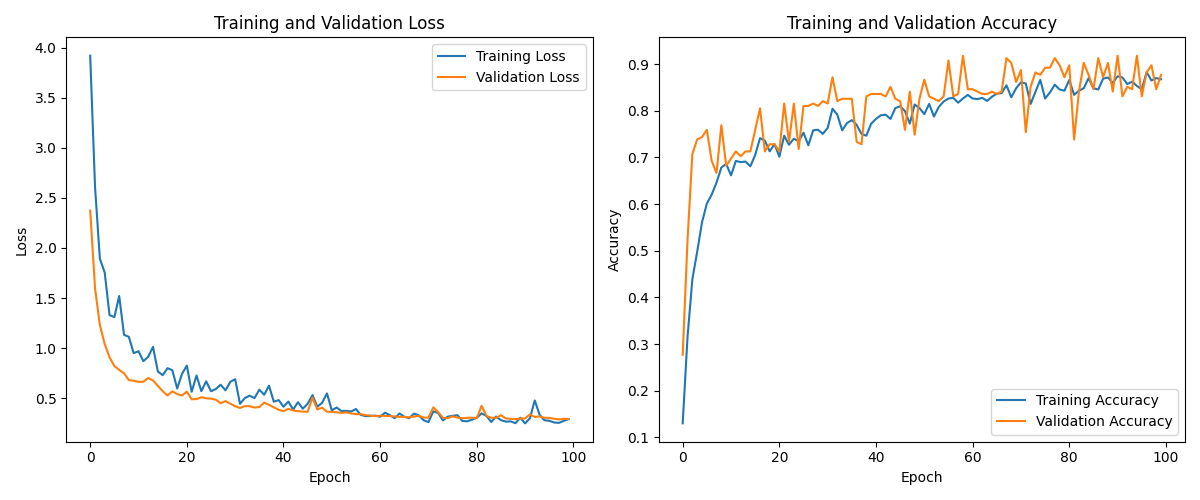 Training and Validation Loss
4.0
3.5
3.0
2.5
2.0
1.5
1.0
0.5
Loss
0
20
40
60
80
100
Epoch
Training Loss
Validation Loss
Training and Validation Accuracy
0.9
0.8
0.7
0.6
0.5
0.4
0.3
0.2
0.1
Accuracy
0
20
40
60
80
100
Epoch
Training Accuracy
Validation Accuracy